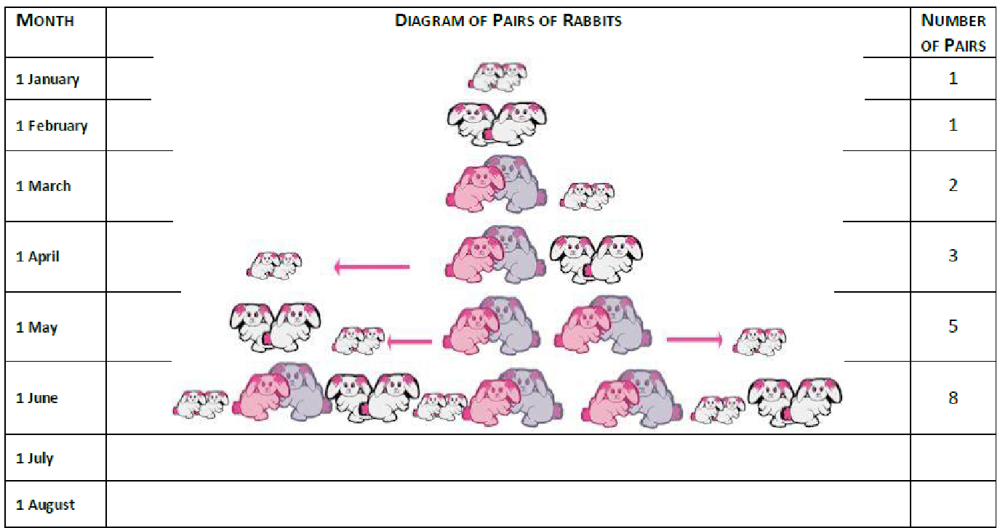 MONTH DIAGRAM OF PAIRS OF RABBITS NUMBER
OF PAIRS
1 January 1
1 February 1
1 March 2
1 April 3
1 May 5
1 June 8
1 July
1 August